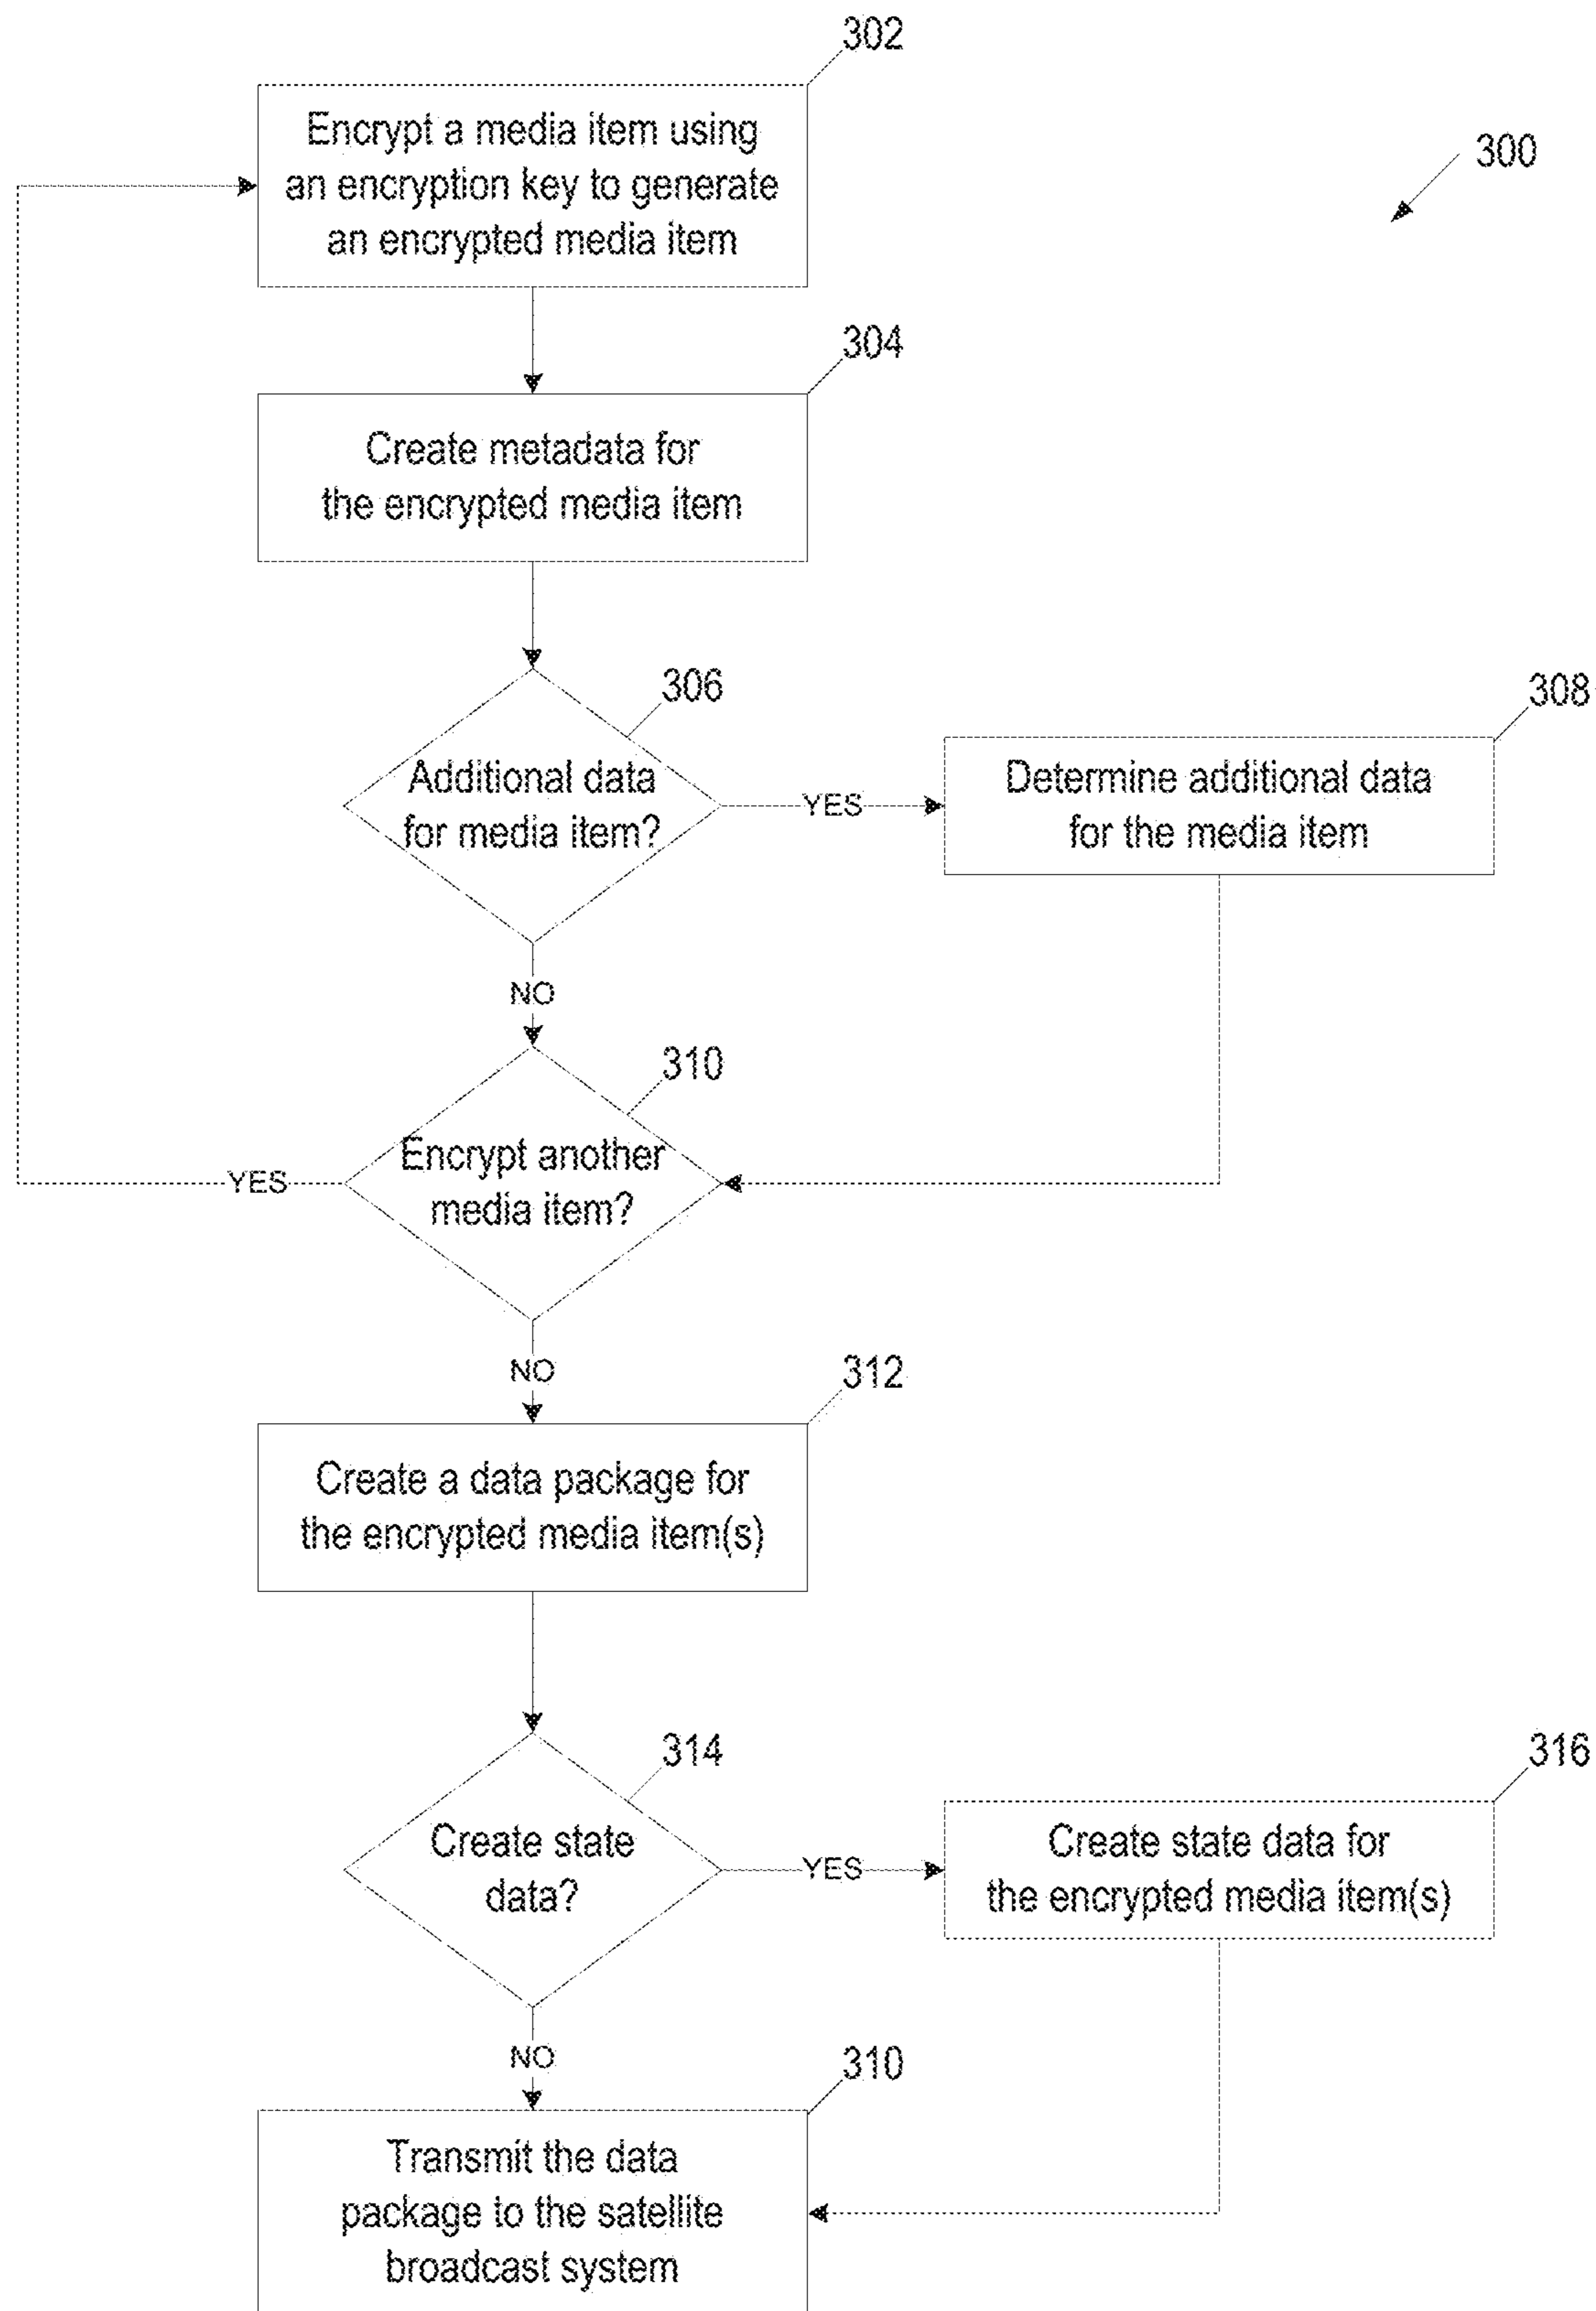 302
Encrypt a media item using
an encryption key to generate
an encrypted media item
300
304
Create metadata for
the encrypted media item
306
Additional data
for media item?
YES
308
Determine additional data
for the media item
NO
310
Encrypt another
media item?
YES
NO
312
Create a data package for
the encrypted media item(s)
314
Create state
data?
YES
316
Create state data for
the encrypted media item(s)
NO
310
Transmit the data
package to the satellite
broadcast system